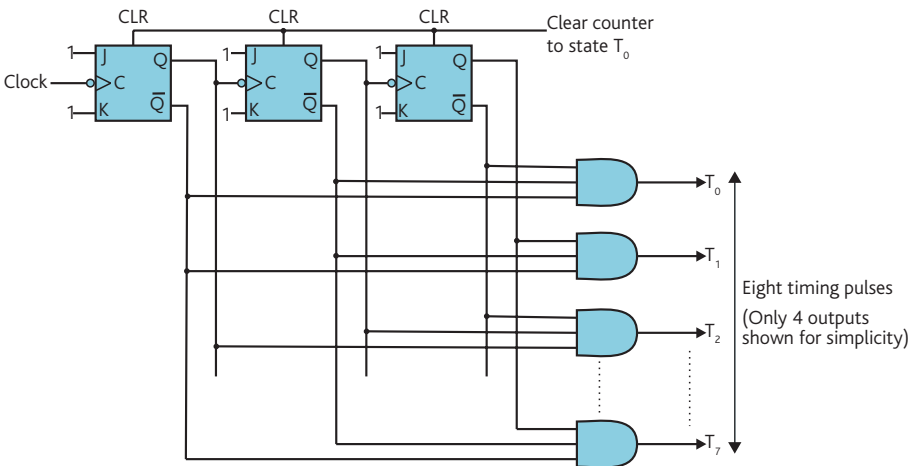 CLR CLR CLR
Clear counter
to state T₀
1 J Q 1 J Q 1 J Q
Clock C C C
1 K Q̅ 1 K Q̅ 1 K Q̅
T₀
T₁
Eight timing pulses
(Only 4 outputs
shown for simplicity)
T₂
T₇